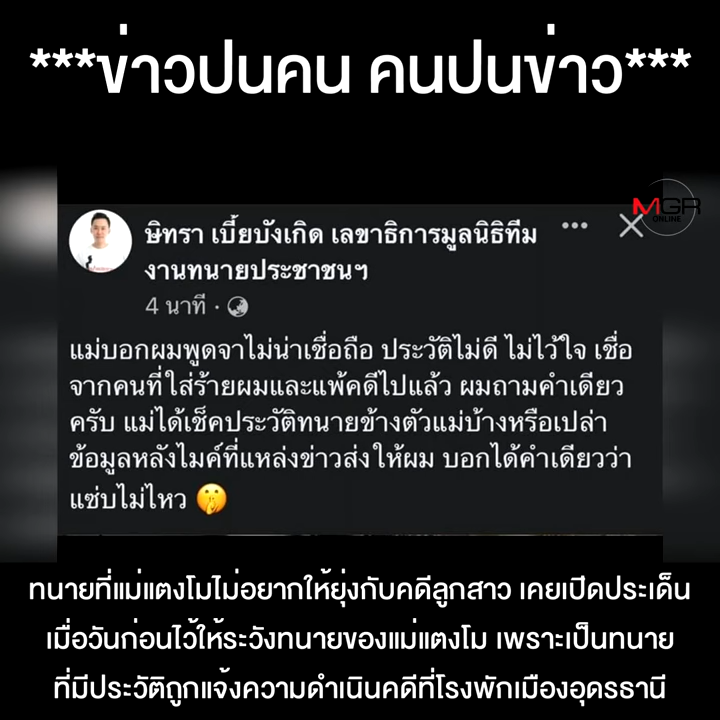 ***ข่าวปนคน คนปนข่าว***
MGR
ONLINE
ษิทรา เบี้ยบังเกิด เลขาธิการมูลนิธิทีม
งานทนายประชาชนฯ
4 นาที ·
แม่บอกผมพูดจาไม่น่าเชื่อถือ ประวัติไม่ดี ไม่ไว้ใจ เชื่อ
จากคนที่ใส่ร้ายผมและแพ้คดีไปแล้ว ผมถามคำเดียว
ครับ แม่ได้เช็คประวัติทนายข้างตัวแม่บ้างหรือเปล่า
ข้อมูลหลังไมค์ที่แหล่งข่าวส่งให้ผม บอกได้คำเดียวว่า
แซ่บไม่ไหว 🤫
ทนายที่แม่แตงโมไม่อยากให้ยุ่งกับคดีลูกสาว เคยเปิดประเด็น
เมื่อวันก่อนไว้ให้ระวังทนายของแม่แตงโม เพราะเป็นทนาย
ที่มีประวัติถูกแจ้งความดำเนินคดีที่โรงพักเมืองอุดรธานี